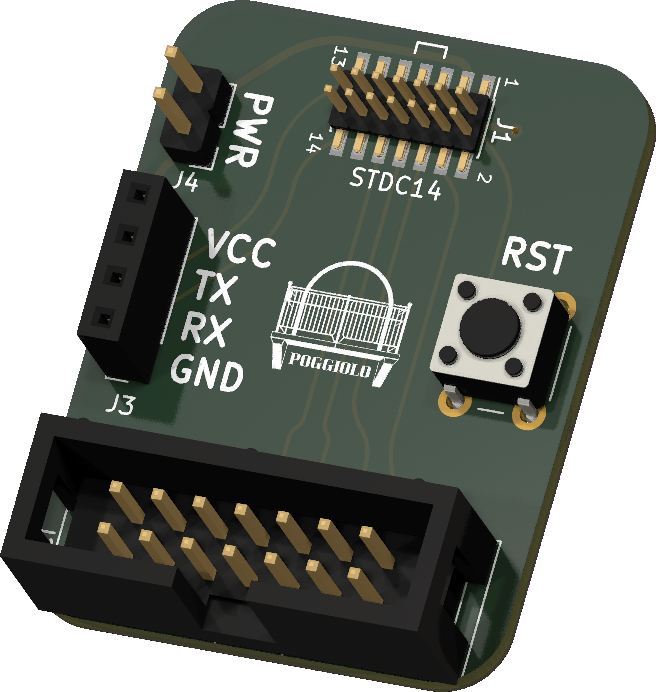 13
1
PWR
J1
14
J4
STDC14
2
VCC
TX
RX
GND
RST
POGGIOLO
J3